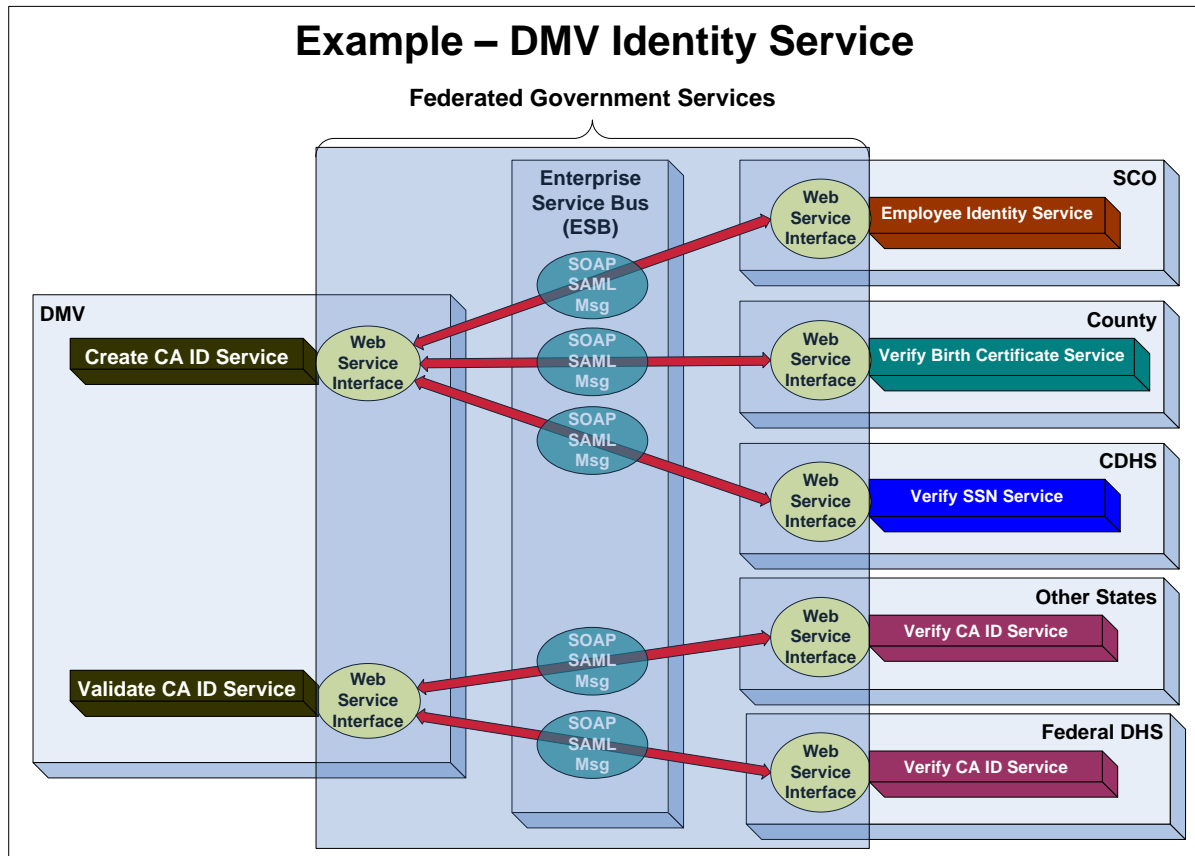 Example – DMV Identity Service
Federated Government Services
Enterprise
Service Bus
(ESB)
DMV
Create CA ID Service
Web
Service
Interface
SOAP
SAML
Msg
Web
Service
Interface
SCO
Employee Identity Service
SOAP
SAML
Msg
Web
Service
Interface
County
Verify Birth Certificate Service
SOAP
SAML
Msg
Web
Service
Interface
CDHS
Verify SSN Service
Validate CA ID Service
Web
Service
Interface
SOAP
SAML
Msg
Web
Service
Interface
Other States
Verify CA ID Service
SOAP
SAML
Msg
Web
Service
Interface
Federal DHS
Verify CA ID Service